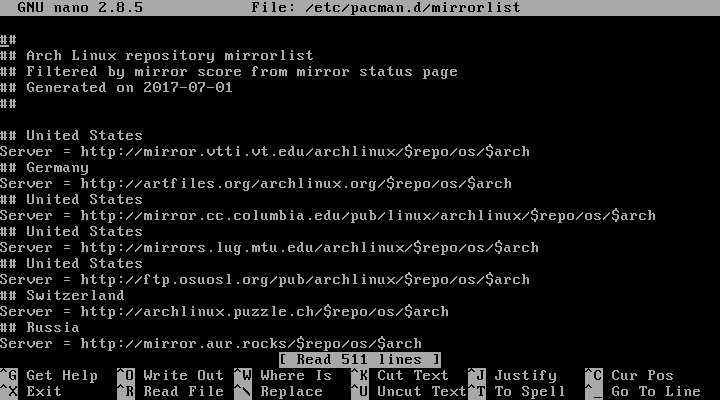 GNU nano 2.8.5 File: /etc/pacman.d/mirrorlist
##
## Arch Linux repository mirrorlist
## Filtered by mirror score from mirror status page
## Generated on 2017-07-01
##
## United States
Server = http://mirror.vtti.vt.edu/archlinux/$repo/os/$arch
## Germany
Server = http://artfiles.org/archlinux.org/$repo/os/$arch
## United States
Server = http://mirror.cc.columbia.edu/pub/linux/archlinux/$repo/os/$arch
## United States
Server = http://mirrors.lug.mtu.edu/archlinux/$repo/os/$arch
## United States
Server = http://ftp.osuosl.org/pub/archlinux/$repo/os/$arch
## Switzerland
Server = http://archlinux.puzzle.ch/$repo/os/$arch
## Russia
Server = http://mirror.aur.rocks/$repo/os/$arch
[ Read 511 lines ]
^G Get Help ^O Write Out ^W Where Is ^K Cut Text ^J Justify ^C Cur Pos
^X Exit ^R Read File ^\ Replace ^U Uncut Text ^T To Spell ^_ Go To Line